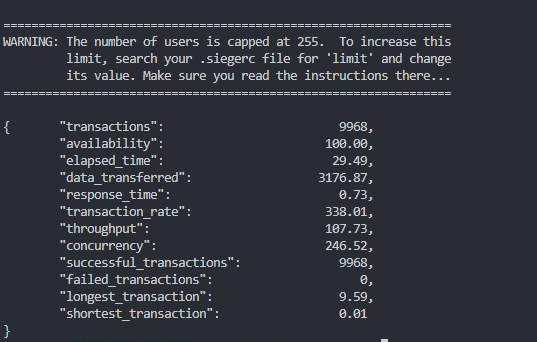 ================================================================
WARNING: The number of users is capped at 255.  To increase this
         limit, search your .siegerc file for 'limit' and change
         its value. Make sure you read the instructions there...
================================================================
{       "transactions":                         9968,
        "availability":                       100.00,
        "elapsed_time":                        29.49,
        "data_transferred":                  3176.87,
        "response_time":                        0.73,
        "transaction_rate":                   338.01,
        "throughput":                         107.73,
        "concurrency":                        246.52,
        "successful_transactions":              9968,
        "failed_transactions":                     0,
        "longest_transaction":                  9.59,
        "shortest_transaction":                 0.01
}